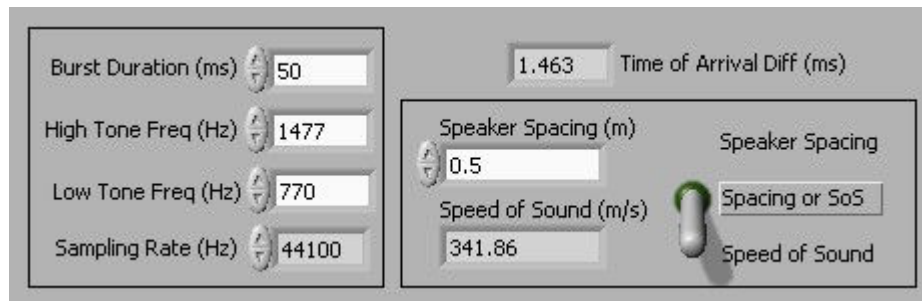 Burst Duration (ms) 50
High Tone Freq (Hz) 1477
Low Tone Freq (Hz) 770
Sampling Rate (Hz) 44100
1.463 Time of Arrival Diff (ms)
Speaker Spacing (m)
0.5
Speed of Sound (m/s)
341.86
Speaker Spacing
Spacing or SoS
Speed of Sound